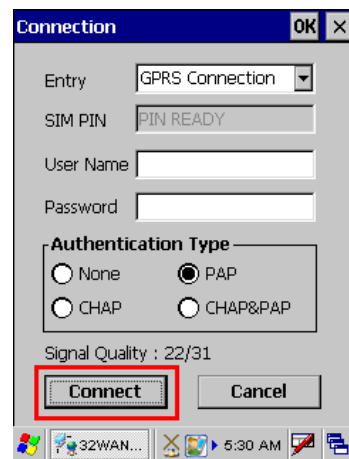 Connection OK ×
Entry GPRS Connection
SIM PIN PIN READY
User Name
Password
Authentication Type
None PAP
CHAP CHAP&PAP
Signal Quality : 22/31
Connect Cancel
32WAN... 5:30 AM